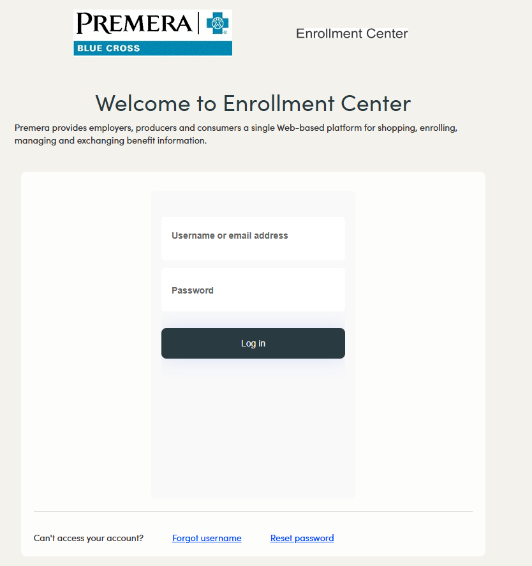 PREMERA
BLUE CROSS
Enrollment Center
Welcome to Enrollment Center
Premera provides employers, producers and consumers a single Web-based platform for shopping, enrolling,
managing and exchanging benefit information.
Username or email address
Password
Log in
Can't access your account? Forgot username Reset password